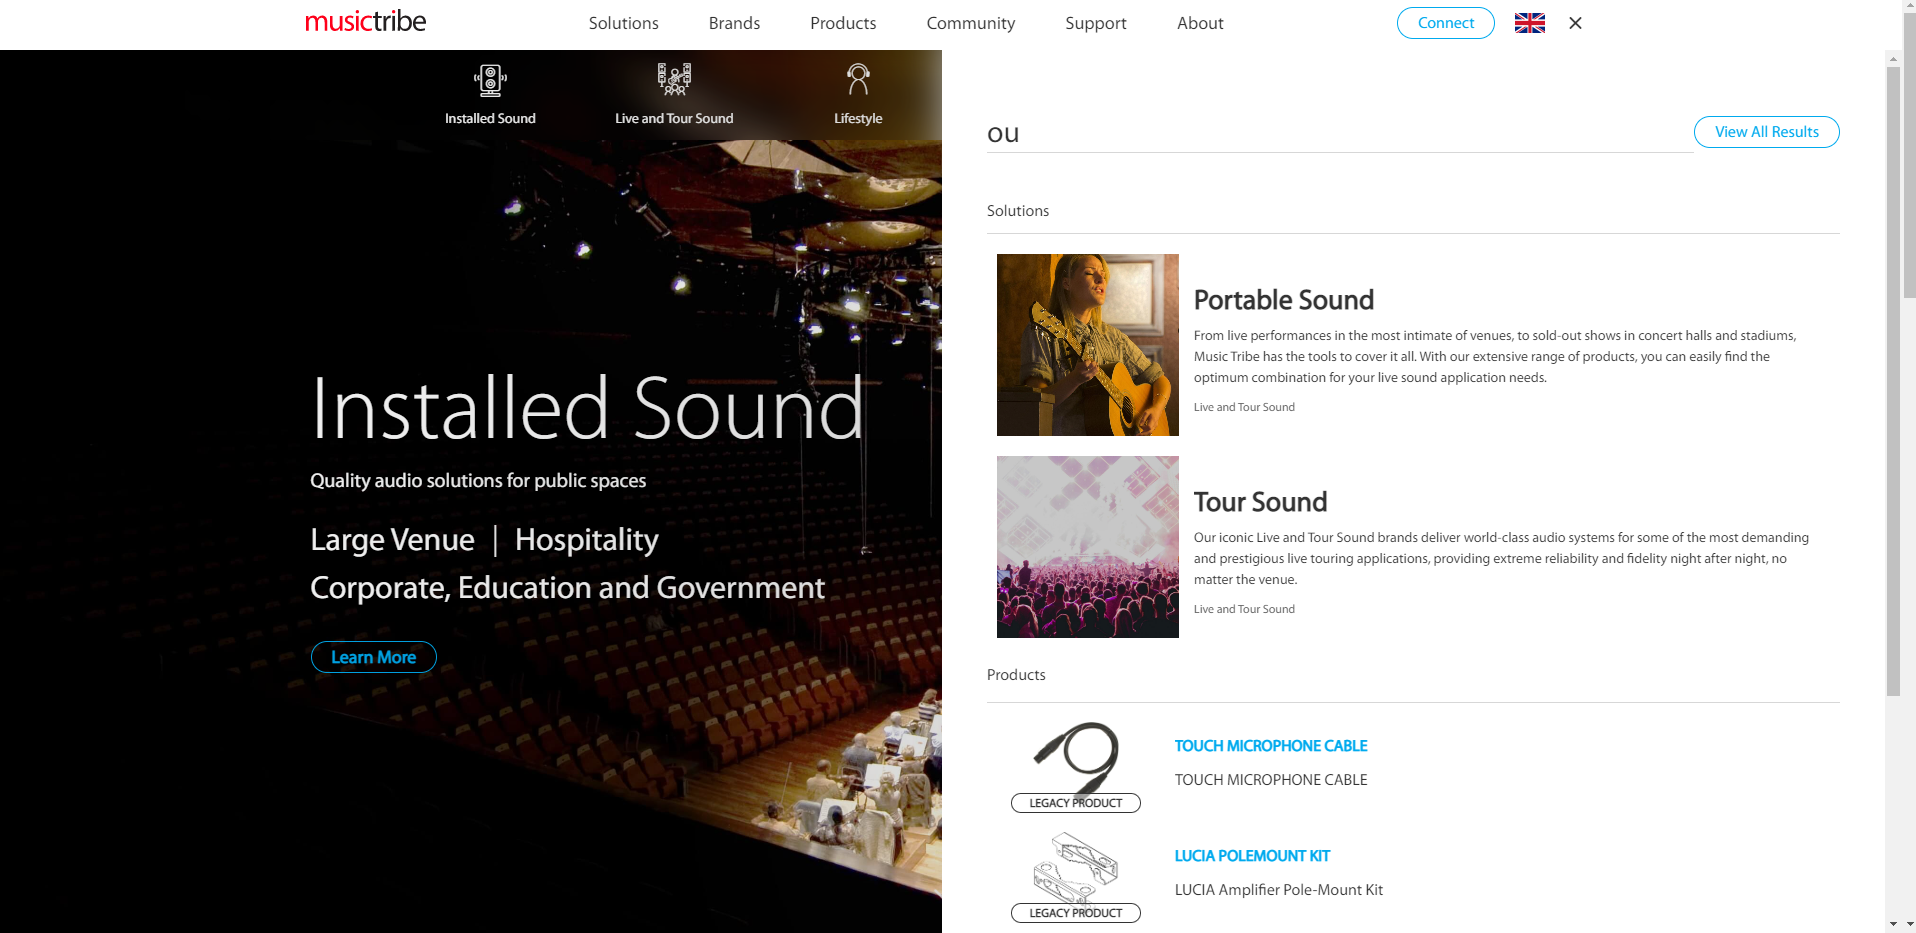 musictribe
Solutions
Brands
Products
Community
Support
About
Connect
Installed Sound
Live and Tour Sound
Lifestyle
Installed Sound
Quality audio solutions for public spaces
Large Venue | Hospitality
Corporate, Education and Government
Learn More
ou
View All Results
Solutions
Portable Sound
From live performances in the most intimate of venues, to sold-out shows in concert halls and stadiums,
Music Tribe has the tools to cover it all. With our extensive range of products, you can easily find the
optimum combination for your live sound application needs.
Live and Tour Sound
Tour Sound
Our iconic Live and Tour Sound brands deliver world-class audio systems for some of the most demanding
and prestigious live touring applications, providing extreme reliability and fidelity night after night, no
matter the venue.
Live and Tour Sound
Products
TOUCH MICROPHONE CABLE
TOUCH MICROPHONE CABLE
LEGACY PRODUCT
LUCIA POLEMOUNT KIT
LUCIA Amplifier Pole-Mount Kit
LEGACY PRODUCT